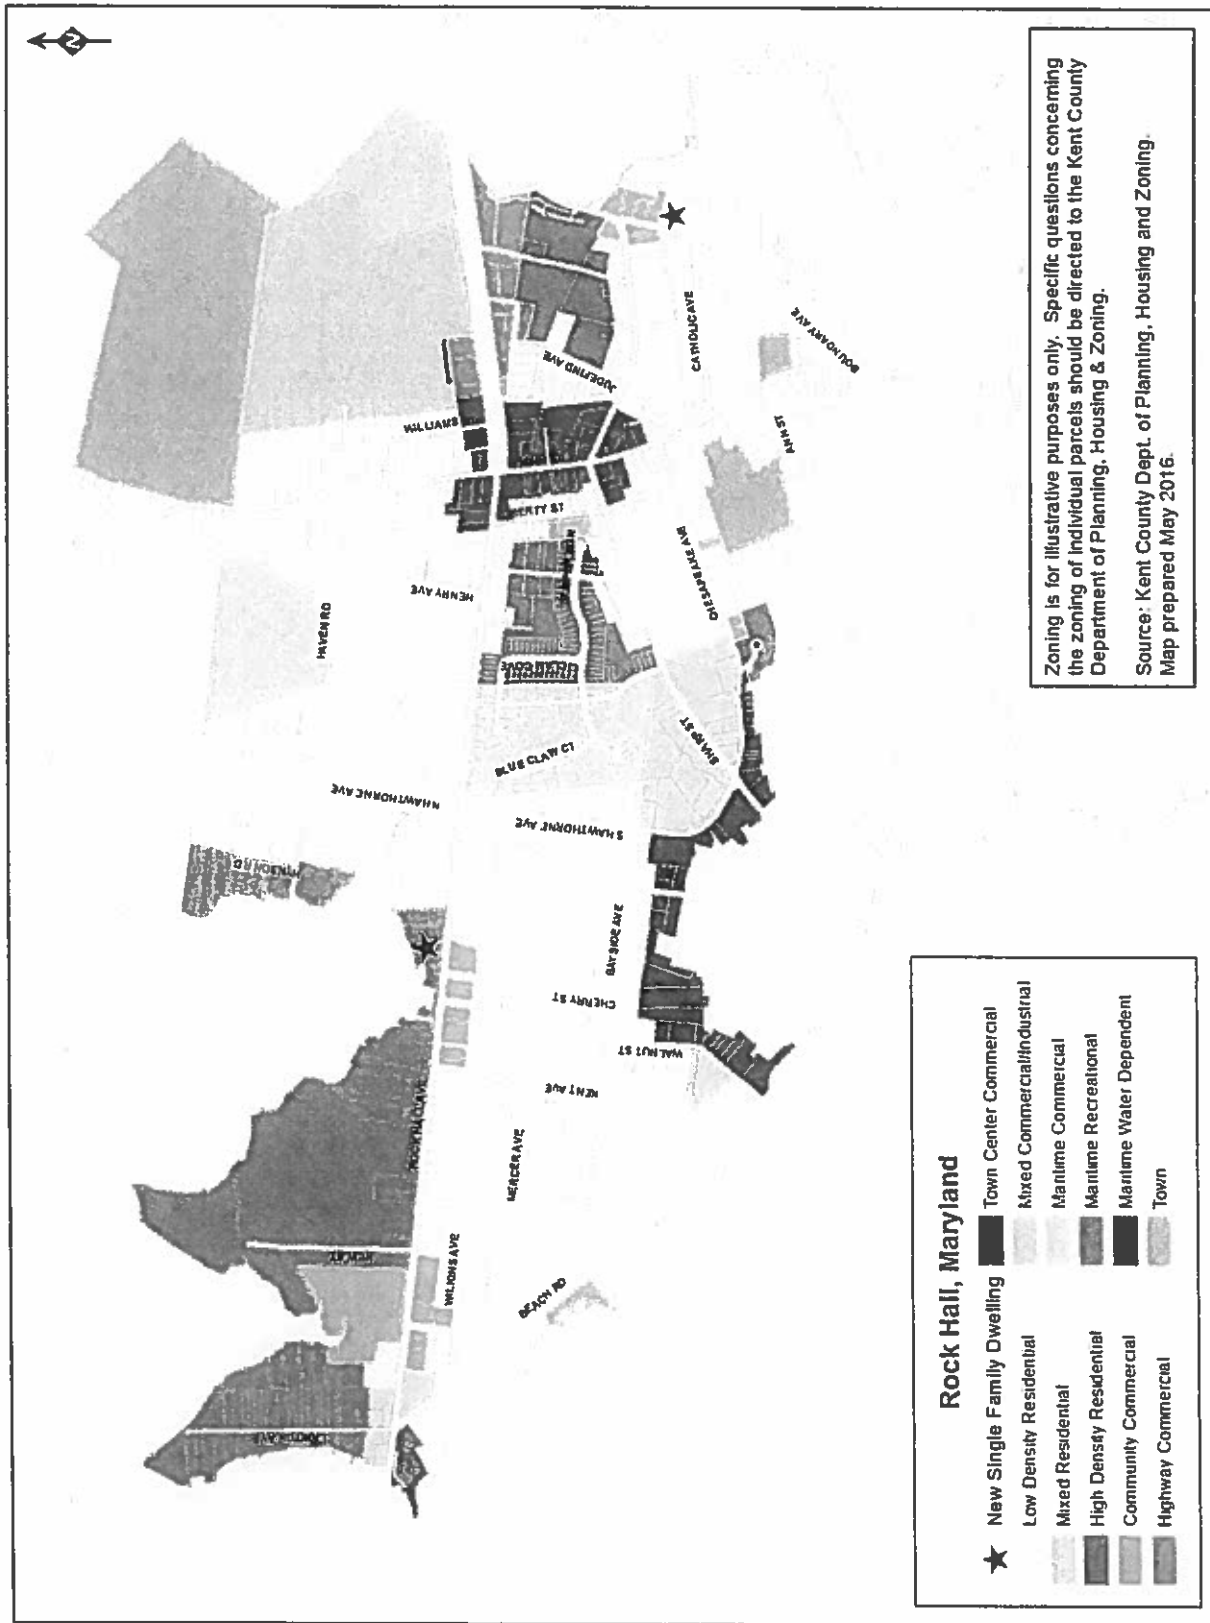 N
WILLIAMS
HAVEN RD
HENRY AVE
ERTY ST
JUDEFIND AVE
CATHOLIC AVE
BOUNDARY AVE
ANN ST
CHESAPEAKE AVE
CLAM COVE
BLUE CLAW CT
SHARP ST
N HAWTHORNE AVE
S HAWTHORNE AVE
HYNSON RD
BAYSIDE AVE
CHERRY ST
WALNUT ST
KENT AVE
ROCK HALL AVE
MERCER AVE
BEACH RD
Zoning is for illustrative purposes only. Specific questions concerning
the zoning of individual parcels should be directed to the Kent County
Department of Planning, Housing & Zoning.
Source: Kent County Dept. of Planning, Housing and Zoning.
Map prepared May 2016.
Rock Hall, Maryland
New Single Family Dwelling
Low Density Residential
Mixed Residential
High Density Residential
Community Commercial
Highway Commercial
Town Center Commercial
Mixed Commercial/Industrial
Maritime Commercial
Maritime Recreational
Maritime Water Dependent
Town